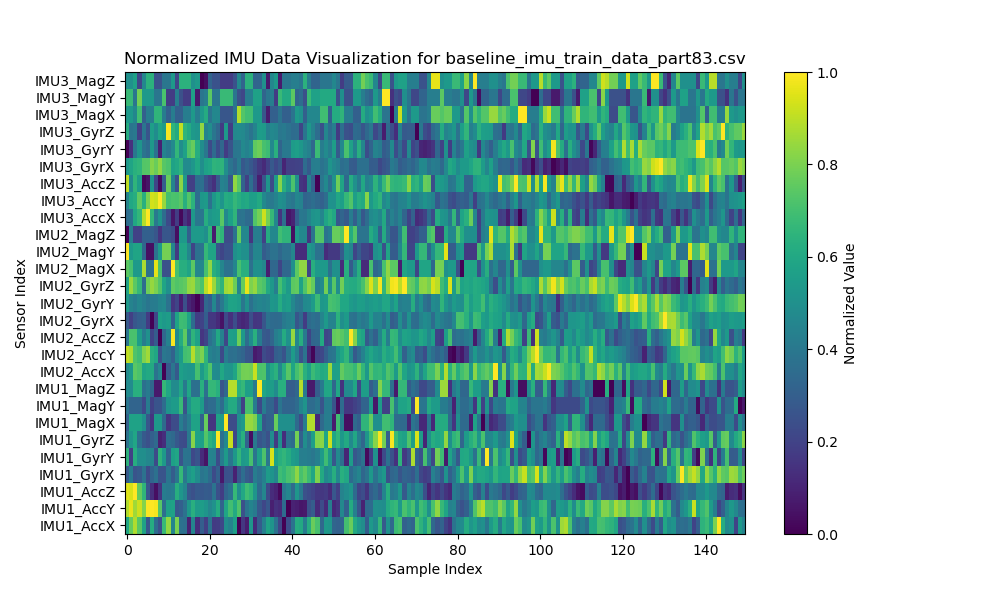 Normalized IMU Data Visualization for baseline_imu_train_data_part83.csv
IMU3_MagZ
IMU3_MagY
IMU3_MagX
IMU3_GyrZ
IMU3_GyrY
IMU3_GyrX
IMU3_AccZ
IMU3_AccY
IMU3_AccX
IMU2_MagZ
IMU2_MagY
IMU2_MagX
IMU2_GyrZ
IMU2_GyrY
IMU2_GyrX
IMU2_AccZ
IMU2_AccY
IMU2_AccX
IMU1_MagZ
IMU1_MagY
IMU1_MagX
IMU1_GyrZ
IMU1_GyrY
IMU1_GyrX
IMU1_AccZ
IMU1_AccY
IMU1_AccX
Sensor Index
0 20 40 60 80 100 120 140
Sample Index
1.0
0.8
0.6
0.4
0.2
0.0
Normalized Value